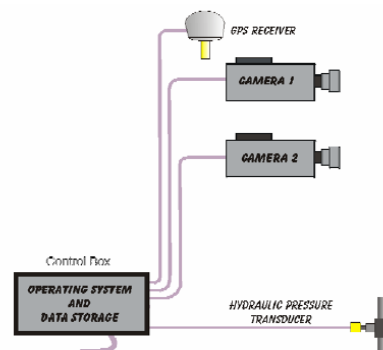 GPS RECEIVER
CAMERA 1
CAMERA 2
Control Box
OPERATING SYSTEM
AND
DATA STORAGE
HYDRAULIC PRESSURE
TRANSDUCER